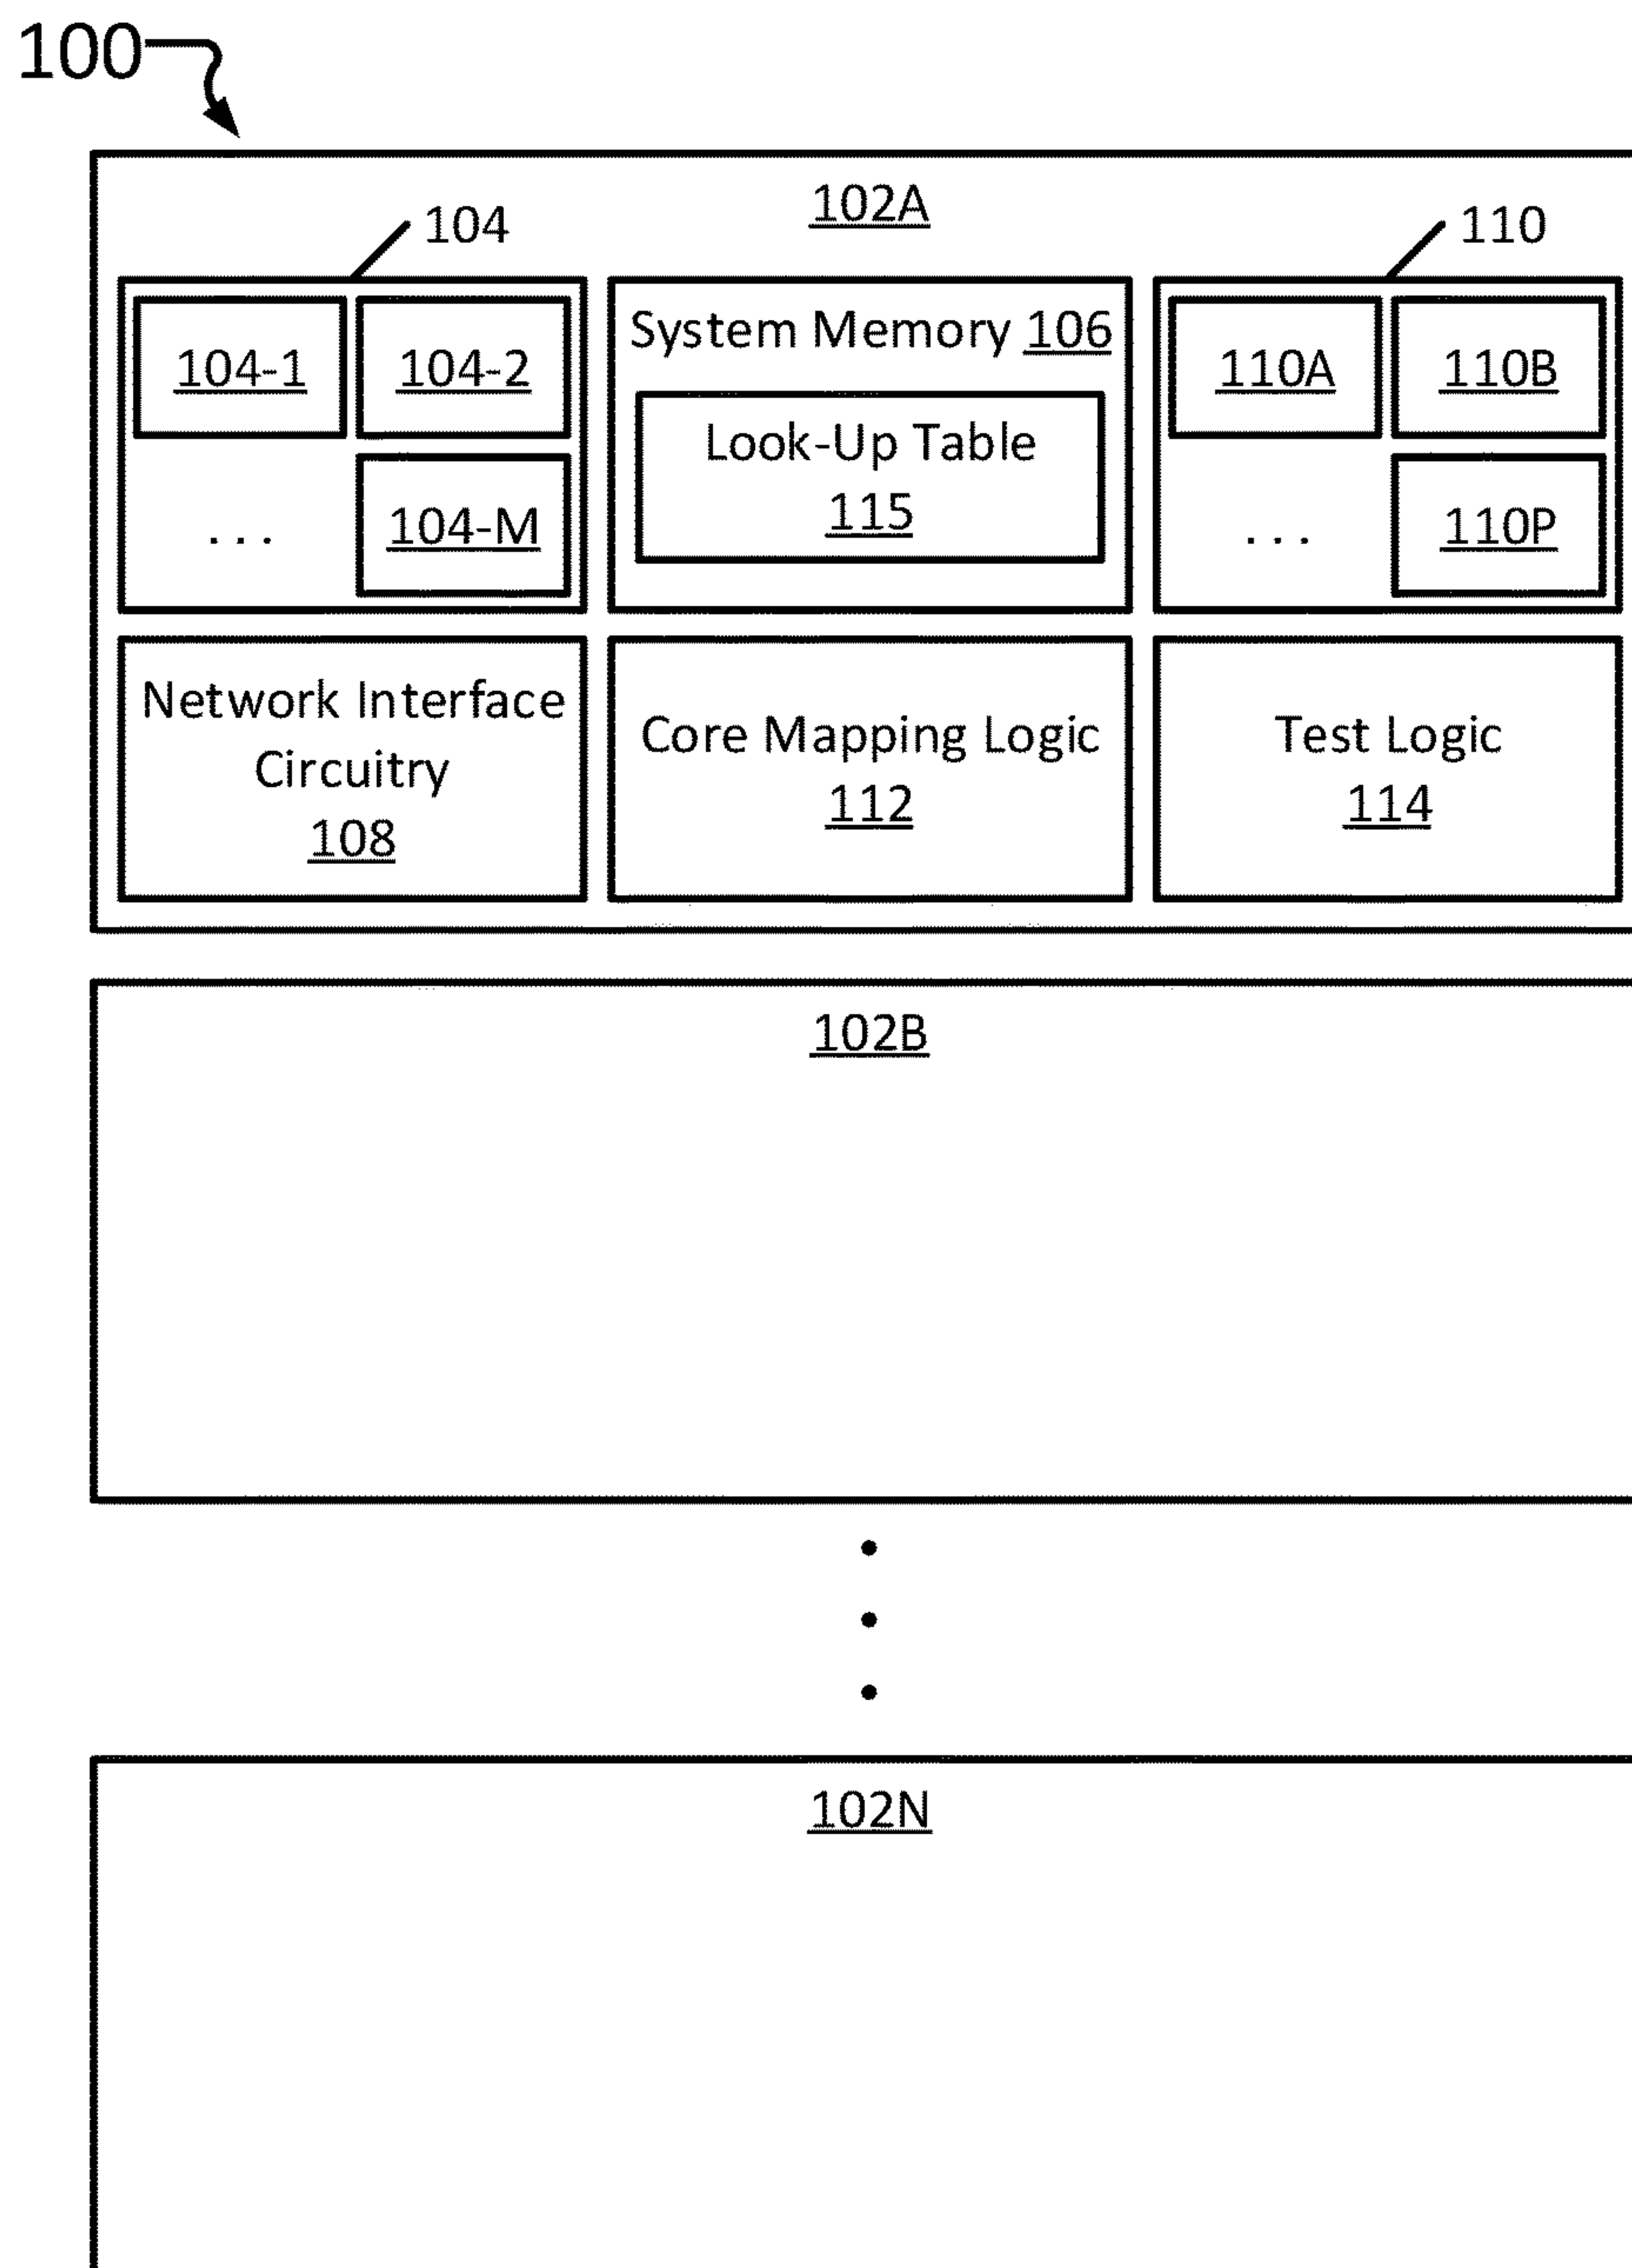 100
102A
104
110
104-1
104-2
System Memory 106
110A
110B
Look-Up Table
115
. . .
104-M
. . .
110P
Network Interface
Circuitry
108
Core Mapping Logic
112
Test Logic
114
102B
102N